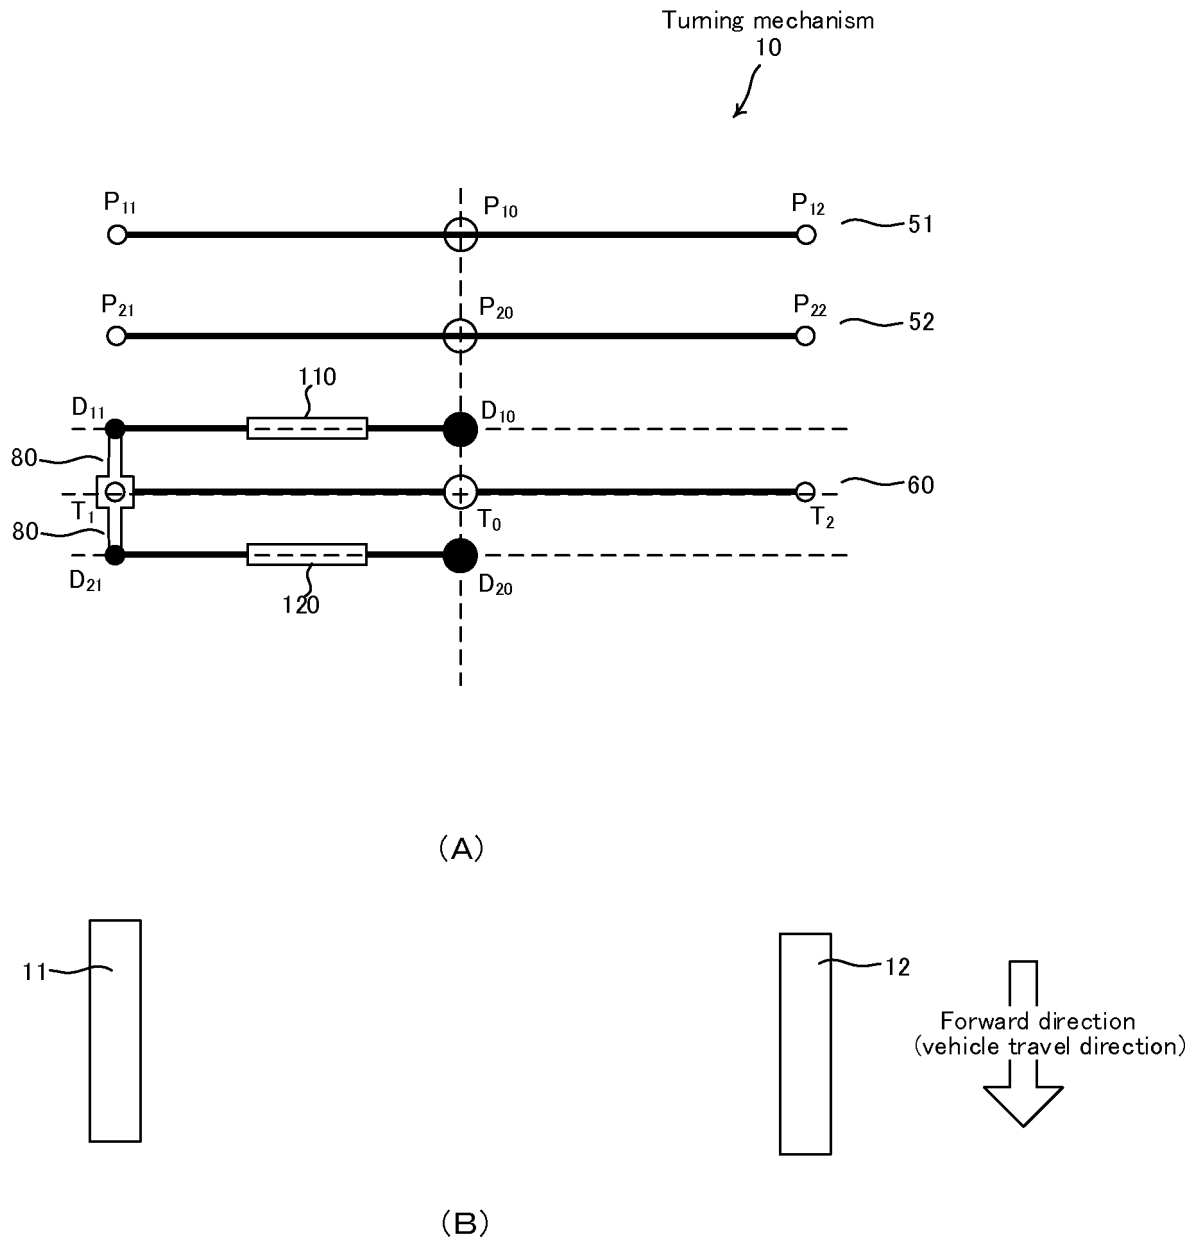 Turning mechanism
10
P11 P10 P12 51
P21 P20 P22 52
110
D11 D10
80
60
T1 T0 T2
80
D21 D20
120
(A)
11 12
Forward direction
(vehicle travel direction)
(B)